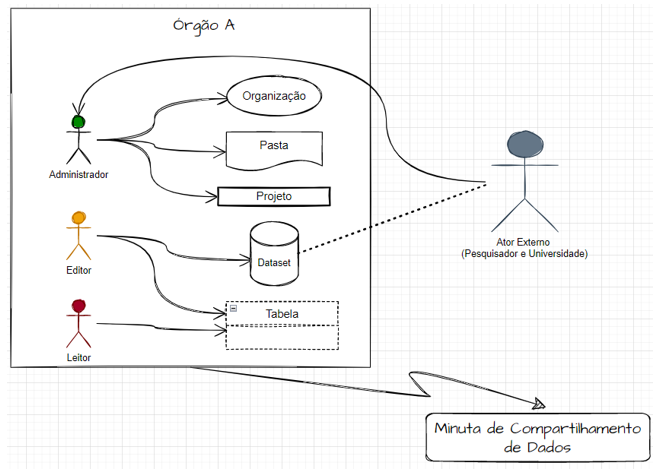 Órgão A
Organização
Administrador
Pasta
Projeto
Editor
Dataset
Ator Externo
(Pesquisador e Universidade)
Leitor
Tabela
Minuta de Compartilhamento
de Dados